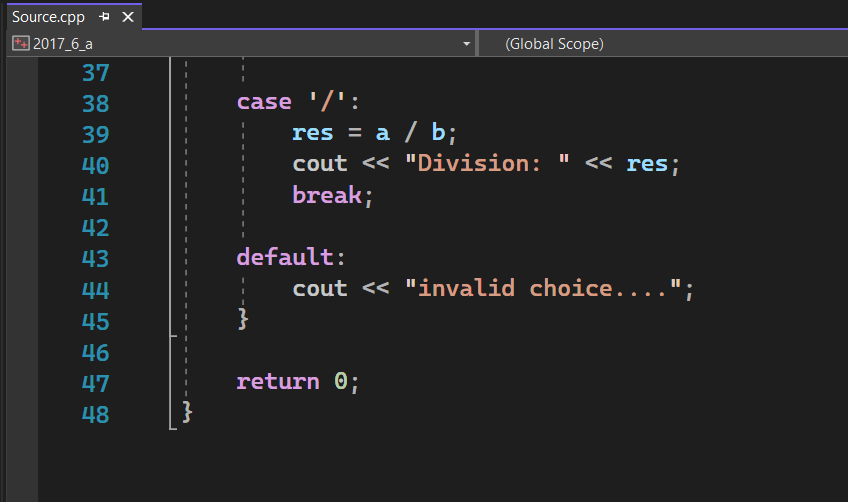 Source.cpp
2017_6_a (Global Scope)
37
38 case '/':
39 res = a / b;
40 cout << "Division: " << res;
41 break;
42
43 default:
44 cout << "invalid choice....";
45 }
46
47 return 0;
48 }